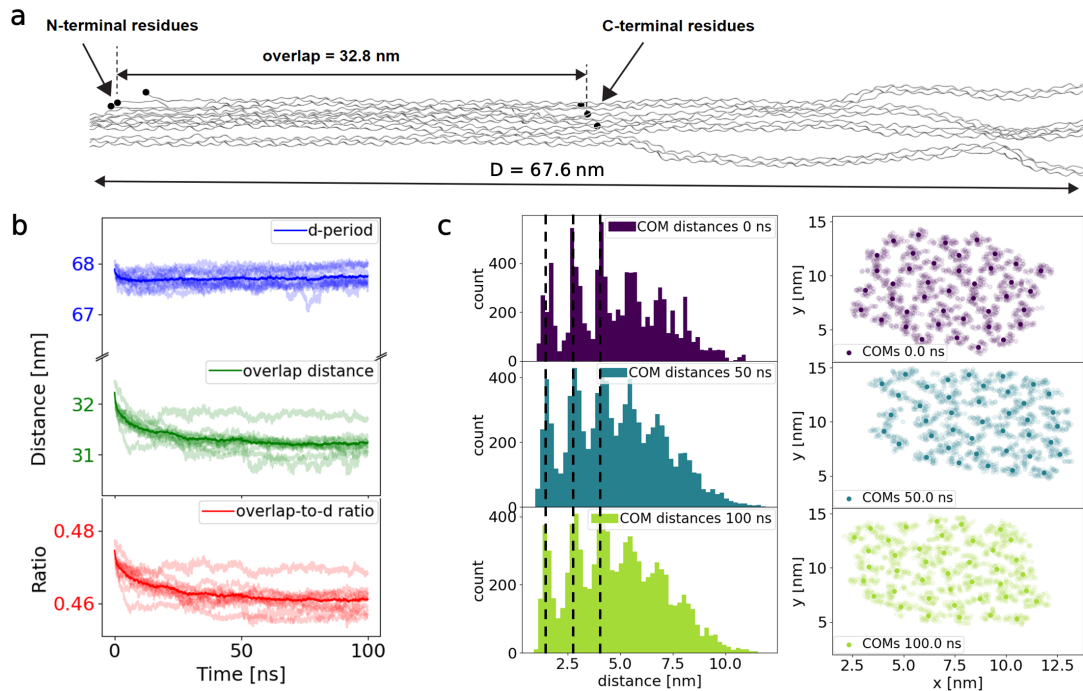 a
N-terminal residues
C-terminal residues
overlap = 32.8 nm
D = 67.6 nm
b
d-period
68
67
overlap distance
32
31
Distance [nm]
overlap-to-d ratio
0.48
0.46
Ratio
0
50
100
Time [ns]
c
COM distances 0 ns
400
200
0
count
COM distances 50 ns
400
200
0
count
COM distances 100 ns
400
200
0
count
2.5
5.0
7.5
10.0
distance [nm]
15
10
5
y [nm]
COMs 0.0 ns
15
10
5
y [nm]
COMs 50.0 ns
15
10
5
y [nm]
COMs 100.0 ns
2.5
5.0
7.5
10.0
12.5
x [nm]